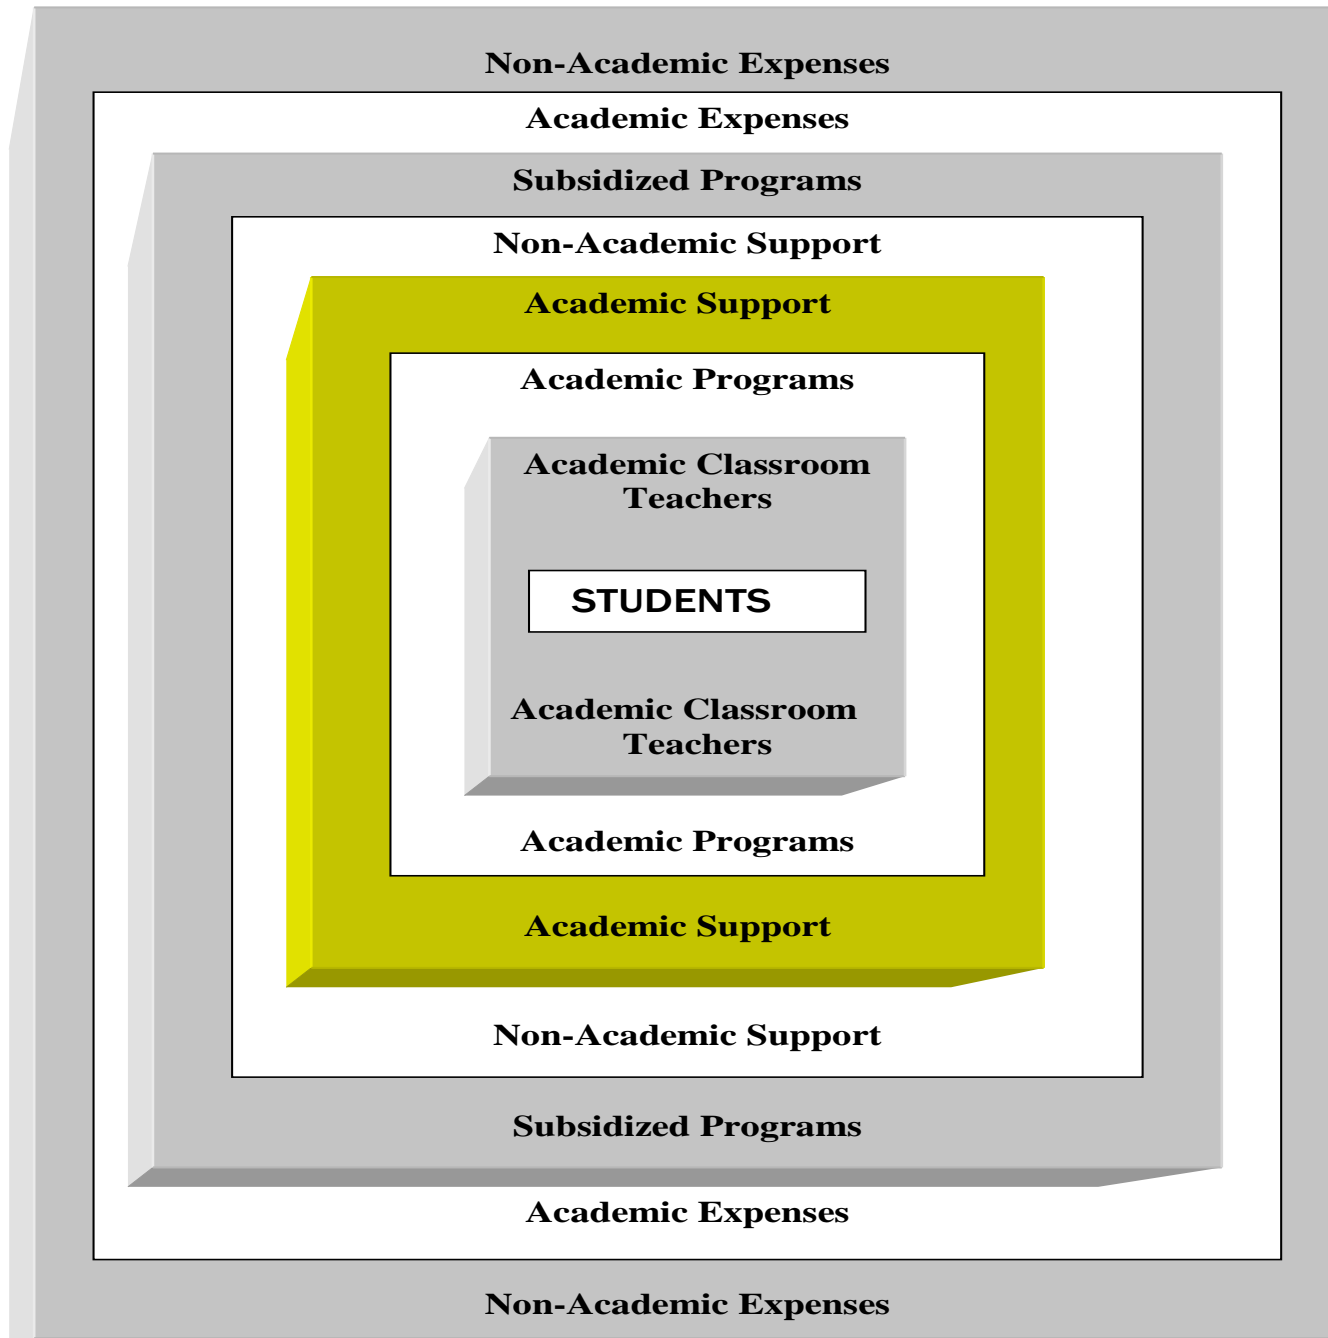 Non-Academic Expenses
Academic Expenses
Subsidized Programs
Non-Academic Support
Academic Support
Academic Programs
Academic Classroom
Teachers
STUDENTS
Academic Classroom
Teachers
Academic Programs
Academic Support
Non-Academic Support
Subsidized Programs
Academic Expenses
Non-Academic Expenses